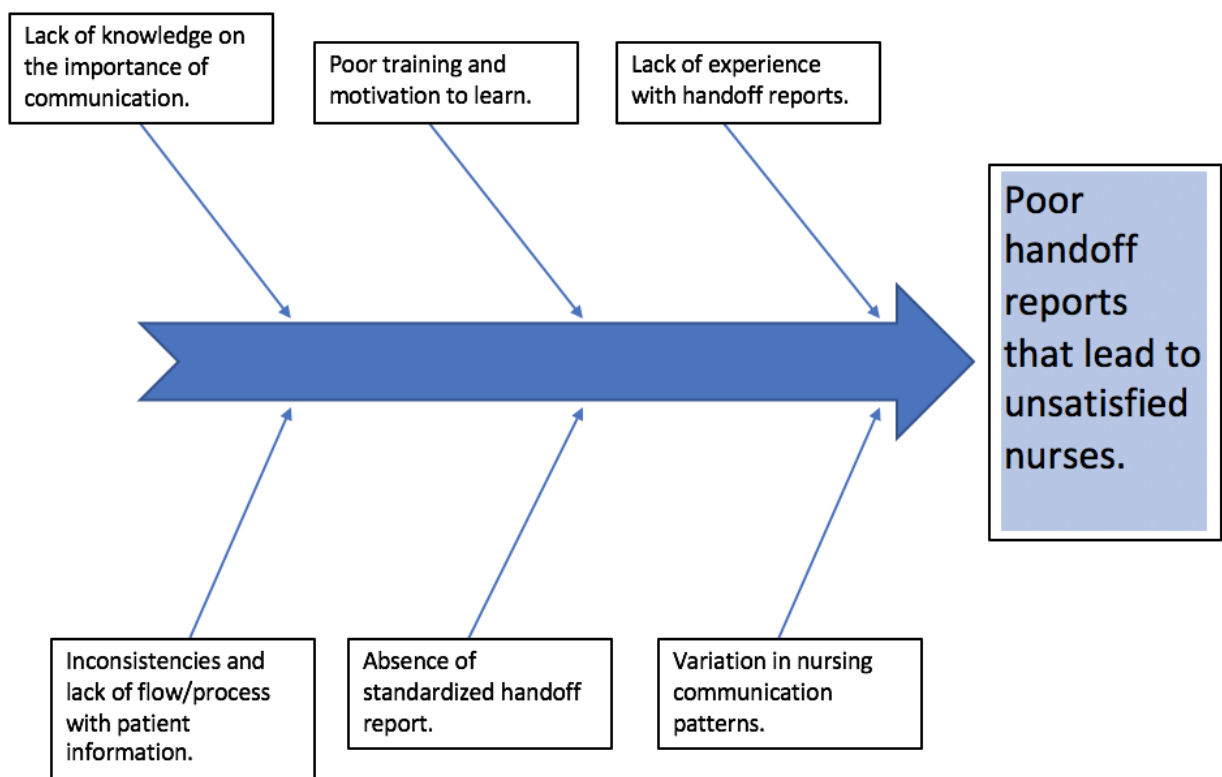 Lack of knowledge on
the importance of
communication.
Poor training and
motivation to learn.
Lack of experience
with handoff reports.
Poor
handoff
reports
that lead to
unsatisfied
nurses.
Inconsistencies and
lack of flow/process
with patient
information.
Absence of
standardized handoff
report.
Variation in nursing
communication
patterns.